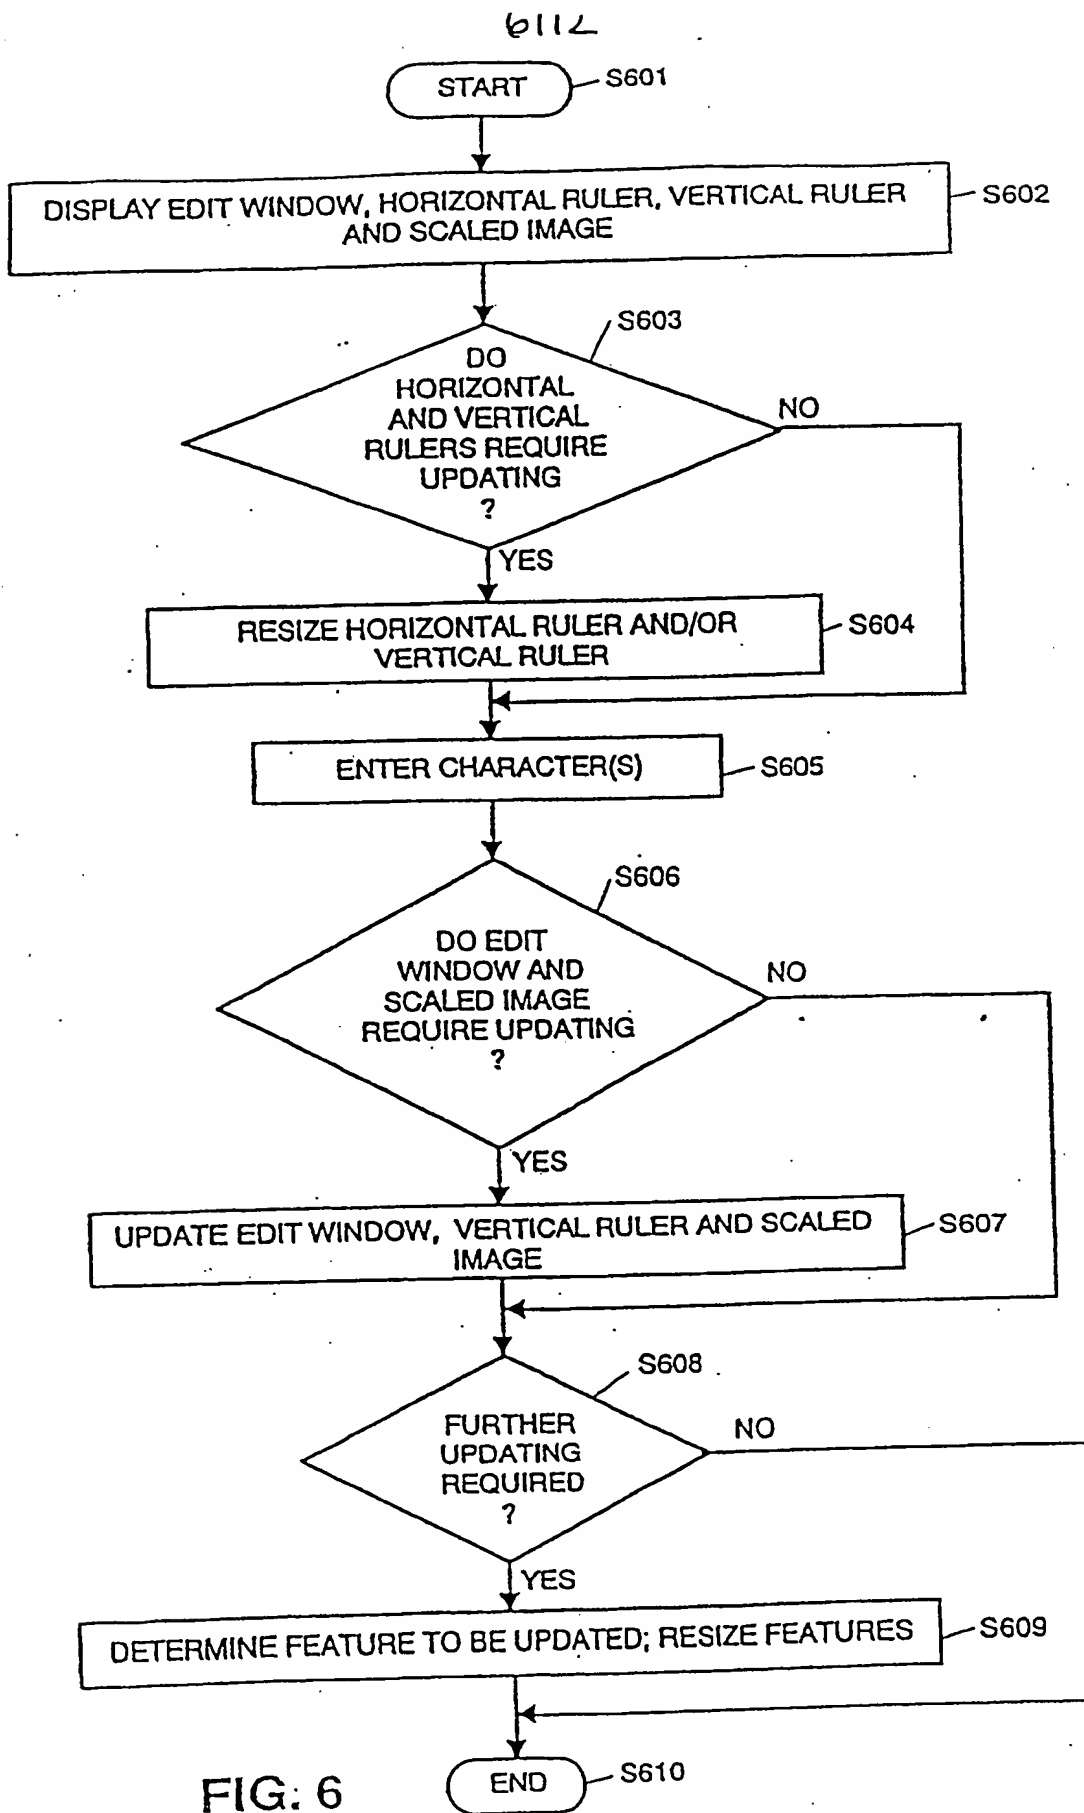 6/17
START
S601
DISPLAY EDIT WINDOW, HORIZONTAL RULER, VERTICAL RULER
AND SCALED IMAGE
S602
S603
DO
HORIZONTAL
AND VERTICAL
RULERS REQUIRE
UPDATING
?
NO
YES
RESIZE HORIZONTAL RULER AND/OR
VERTICAL RULER
S604
ENTER CHARACTER(S)
S605
S606
DO EDIT
WINDOW AND
SCALED IMAGE
REQUIRE UPDATING
?
NO
YES
UPDATE EDIT WINDOW, VERTICAL RULER AND SCALED
IMAGE
S607
S608
FURTHER
UPDATING
REQUIRED
?
NO
YES
DETERMINE FEATURE TO BE UPDATED; RESIZE FEATURES
S609
END
S610
FIG. 6